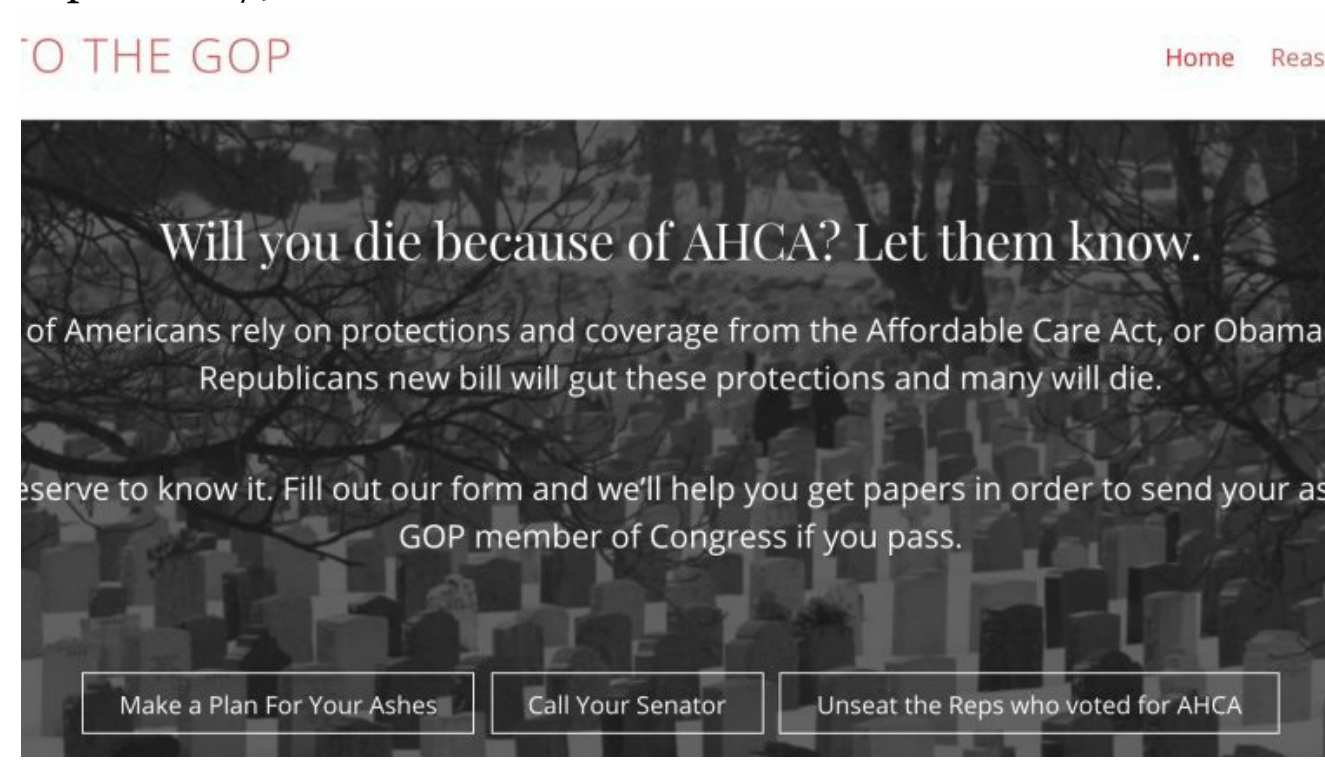 TO THE GOP
Home Reas
Will you die because of AHCA? Let them know.
of Americans rely on protections and coverage from the Affordable Care Act, or Obama
Republicans new bill will gut these protections and many will die.
eserve to know it. Fill out our form and we'll help you get papers in order to send your as
GOP member of Congress if you pass.
Make a Plan For Your Ashes
Call Your Senator
Unseat the Reps who voted for AHCA